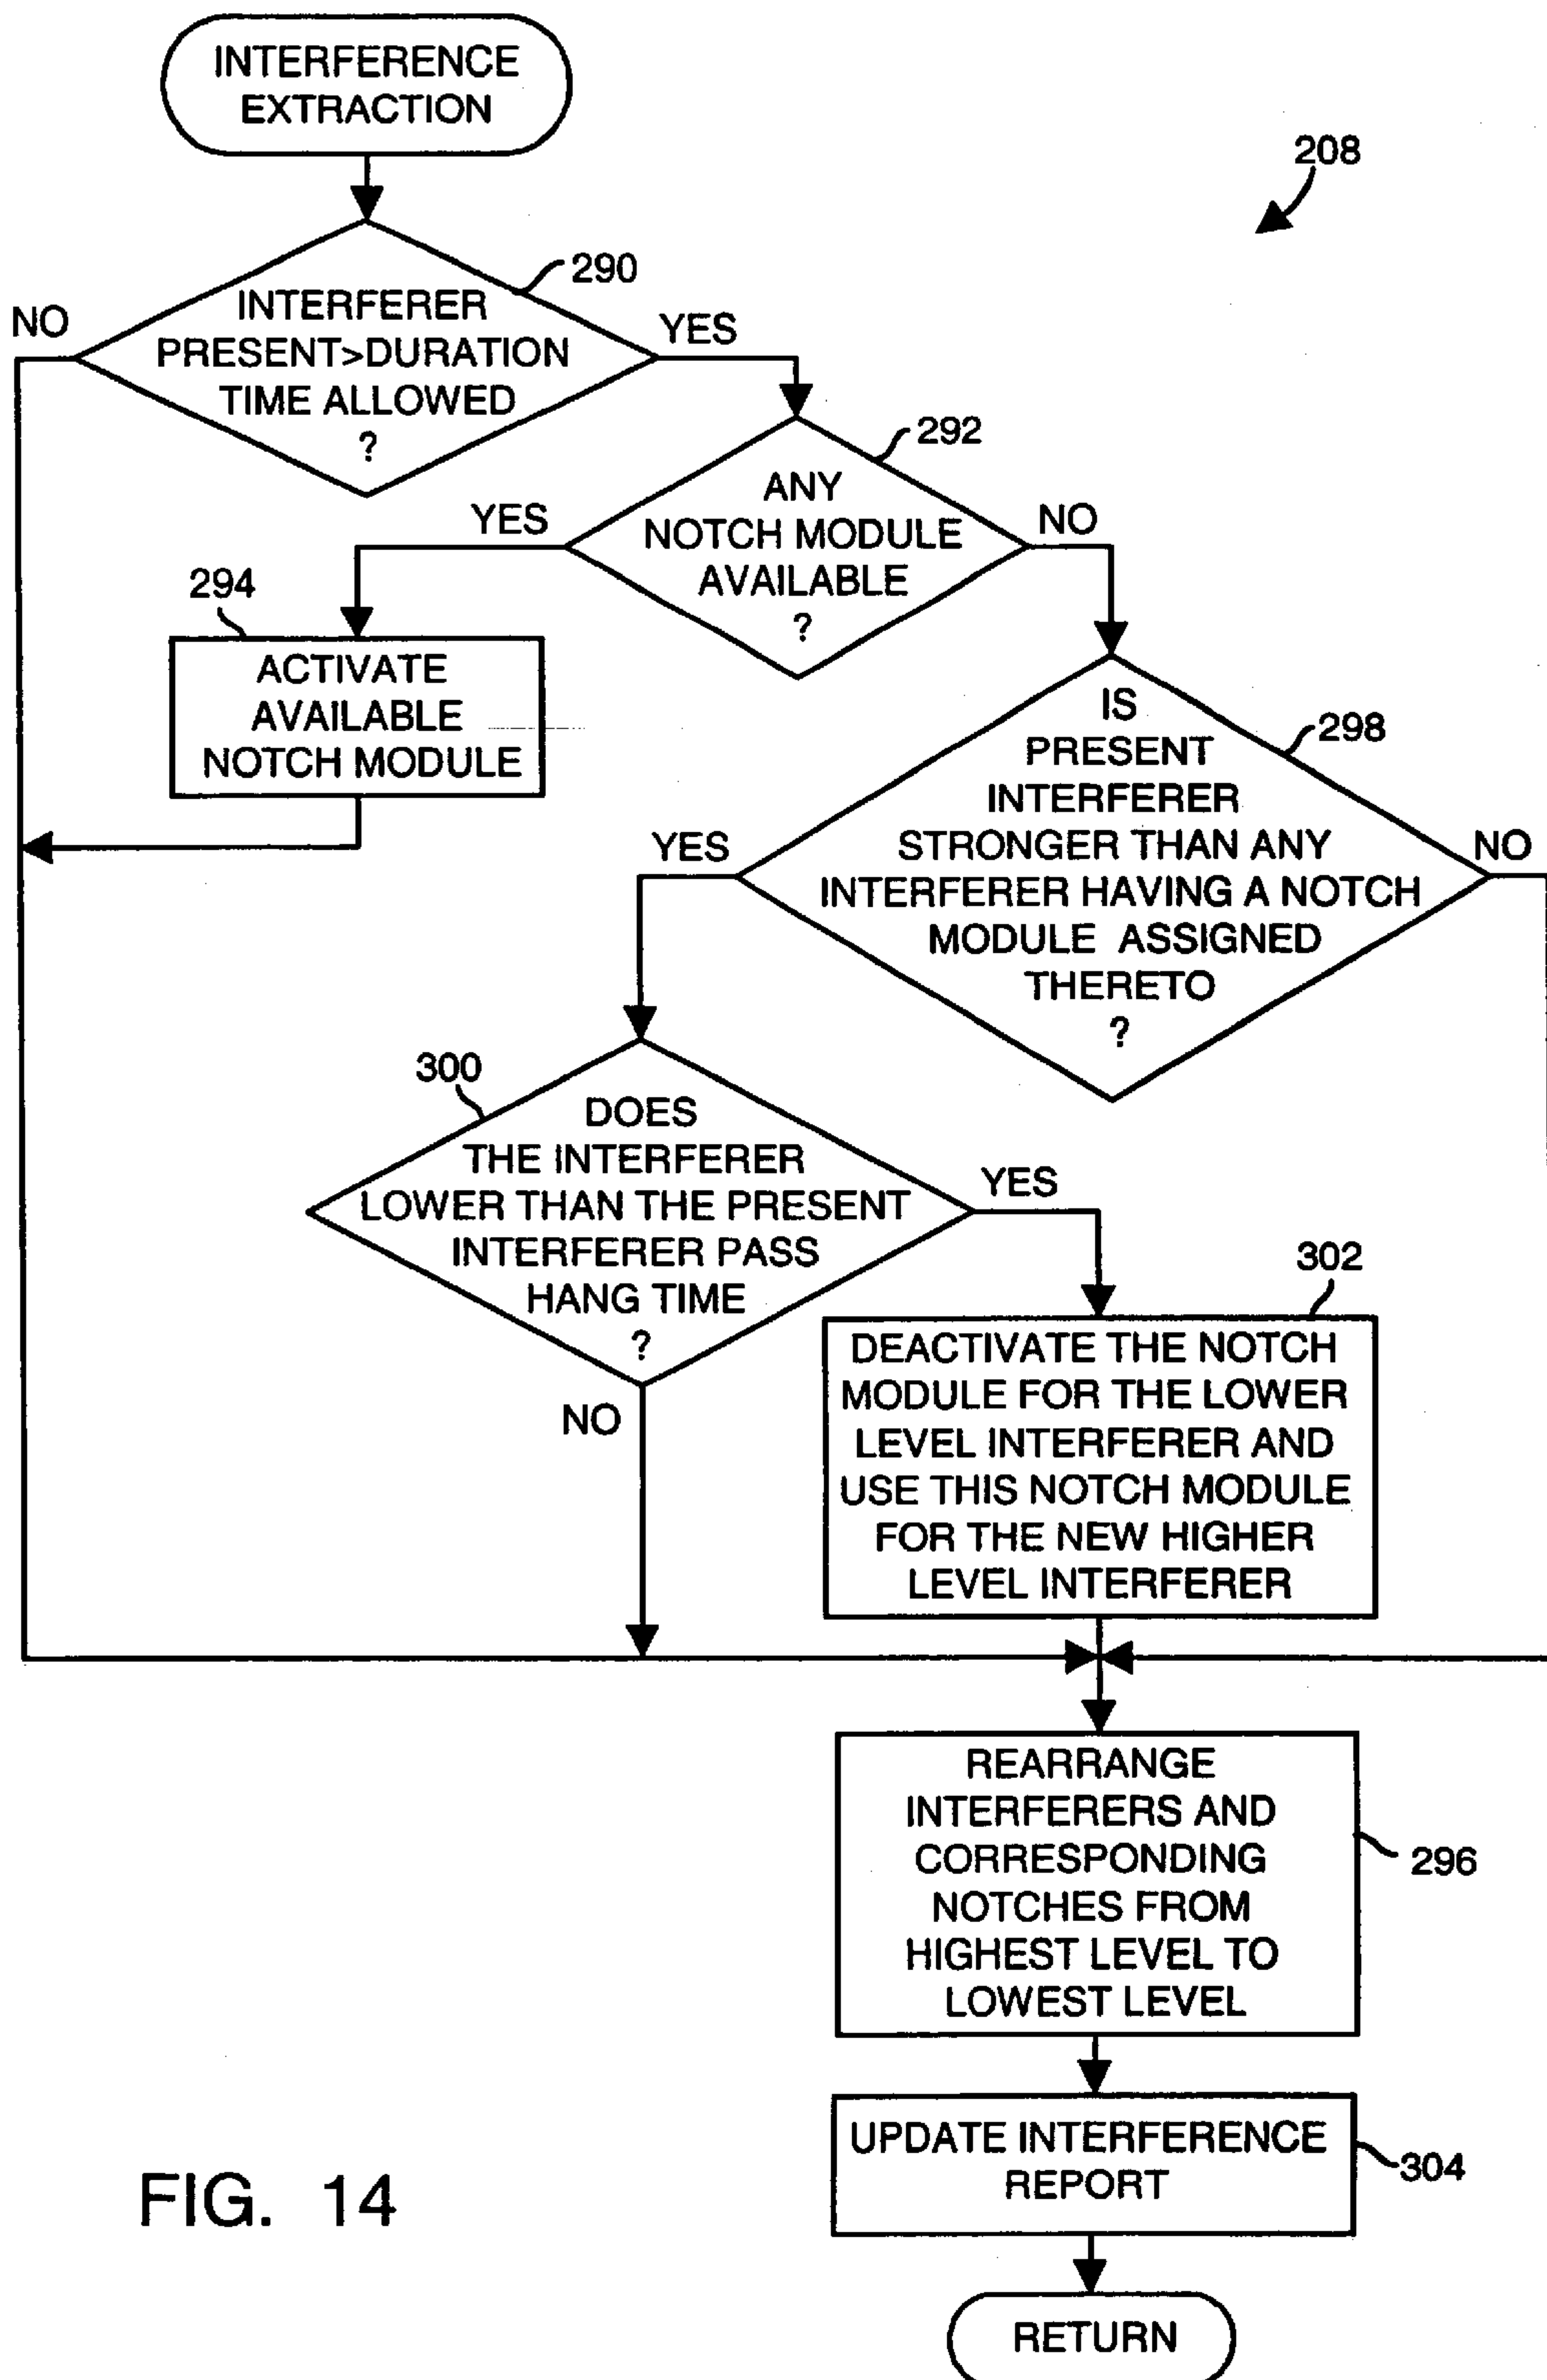 INTERFERENCE
EXTRACTION
208
290
NO
INTERFERER
PRESENT>DURATION
TIME ALLOWED
?
YES
292
ANY
NOTCH MODULE
AVAILABLE
?
YES
NO
294
ACTIVATE
AVAILABLE
NOTCH MODULE
298
IS
PRESENT
INTERFERER
STRONGER THAN ANY
INTERFERER HAVING A NOTCH
MODULE ASSIGNED
THERETO
?
YES
NO
300
DOES
THE INTERFERER
LOWER THAN THE PRESENT
INTERFERER PASS
HANG TIME
?
YES
NO
302
DEACTIVATE THE NOTCH
MODULE FOR THE LOWER
LEVEL INTERFERER AND
USE THIS NOTCH MODULE
FOR THE NEW HIGHER
LEVEL INTERFERER
REARRANGE
INTERFERERS AND
CORRESPONDING
NOTCHES FROM
HIGHEST LEVEL TO
LOWEST LEVEL
296
UPDATE INTERFERENCE
REPORT
304
FIG. 14
RETURN